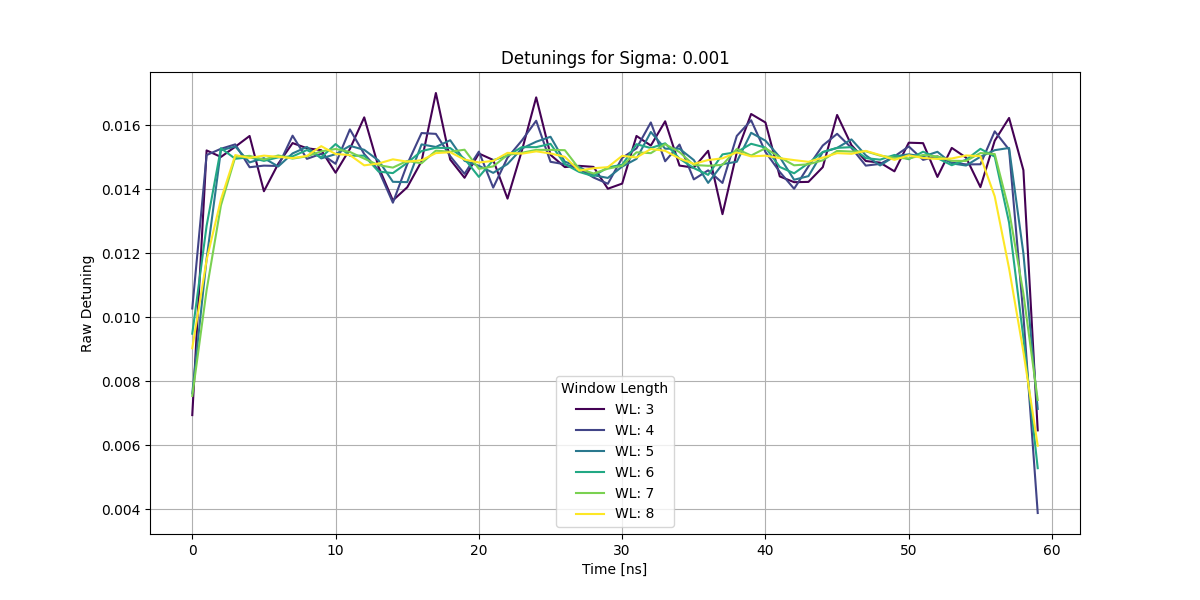 Detunings for Sigma: 0.001
Raw Detuning
0.016
0.014
0.012
0.010
0.008
0.006
0.004
Window Length
WL: 3
WL: 4
WL: 5
WL: 6
WL: 7
WL: 8
0 10 20 30 40 50 60
Time [ns]